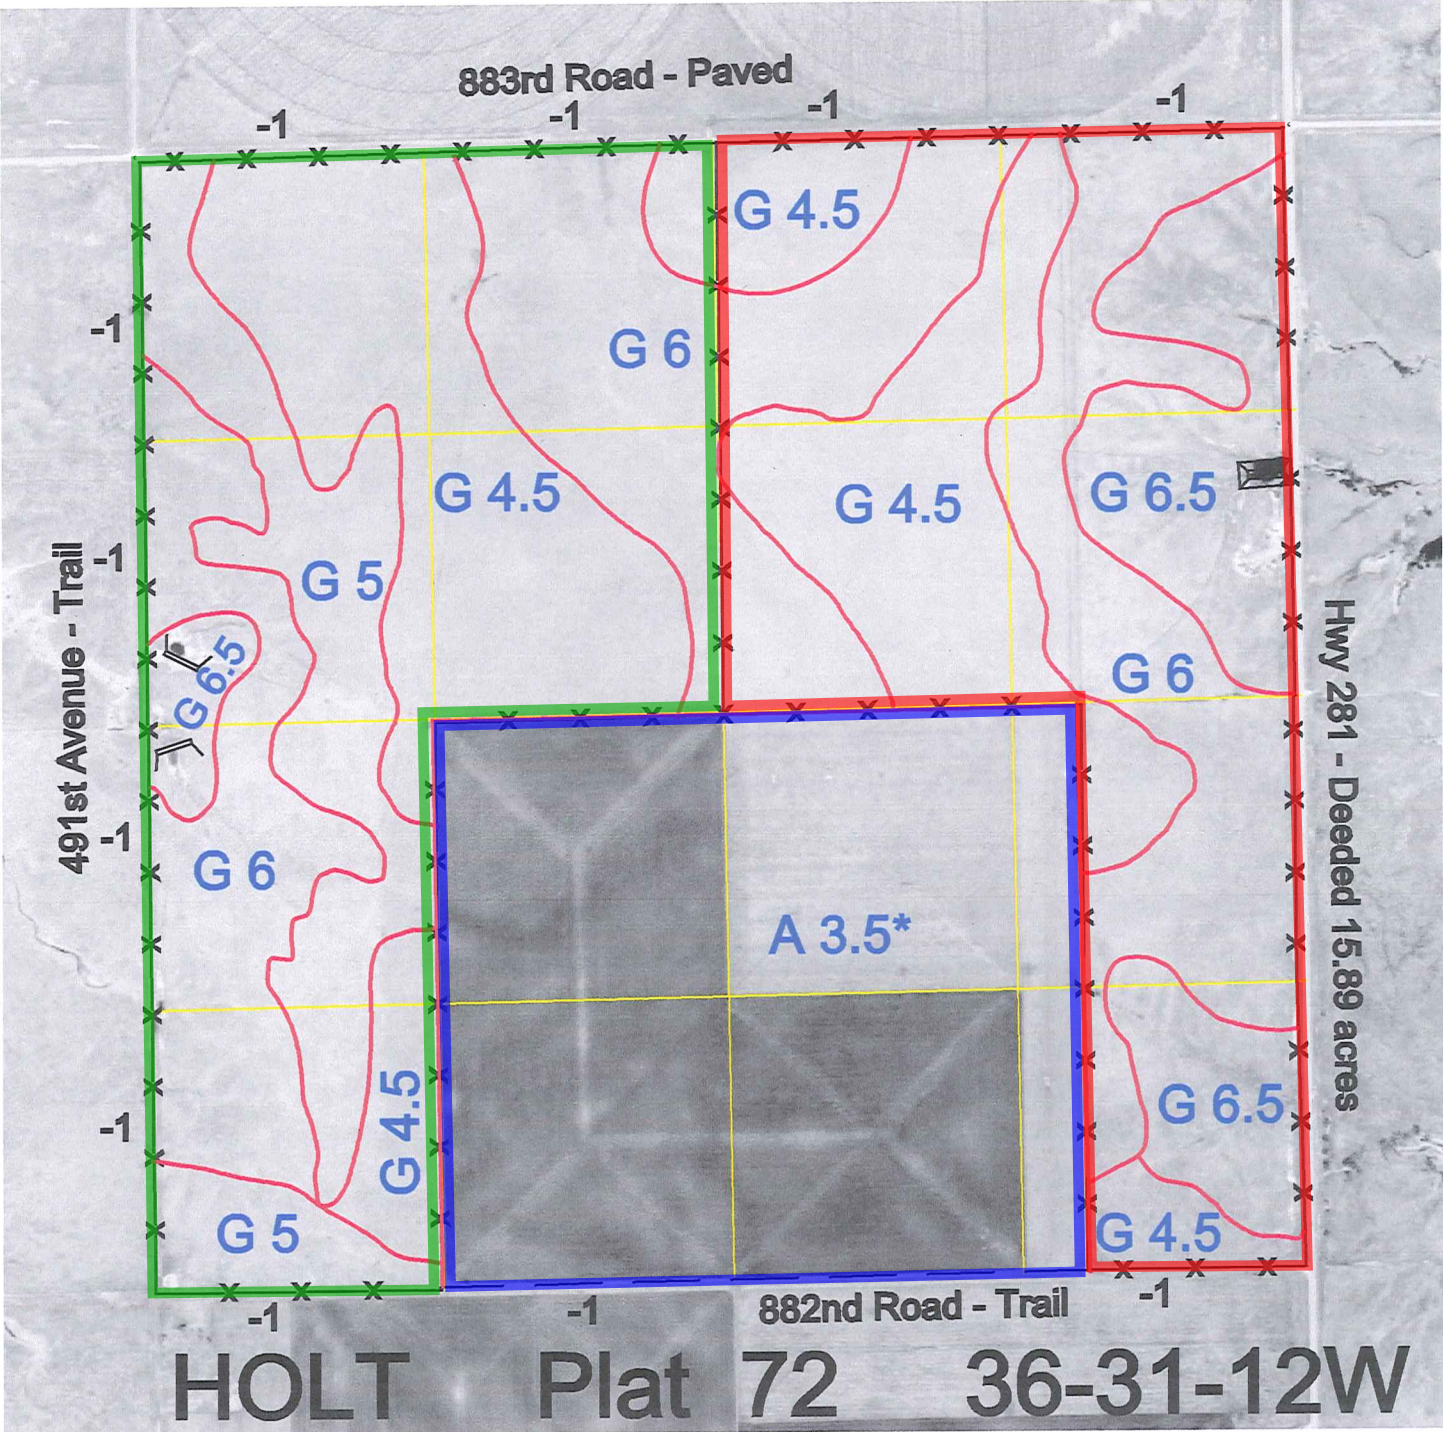 883rd Road - Paved
-1
-1
-1
-1
G 4.5
-1
G 6
G 4.5
G 4.5
G 6.5
-1
G 5
491st Avenue - Trail
G 6.5
G 6
Hwy 281 - Deeded 15.89 acres
-1
G 6
A 3.5*
-1
G 4.5
G 6.5
G 5
G 4.5
-1
-1
882nd Road - Trail
-1
HOLT Plat 72 36-31-12W